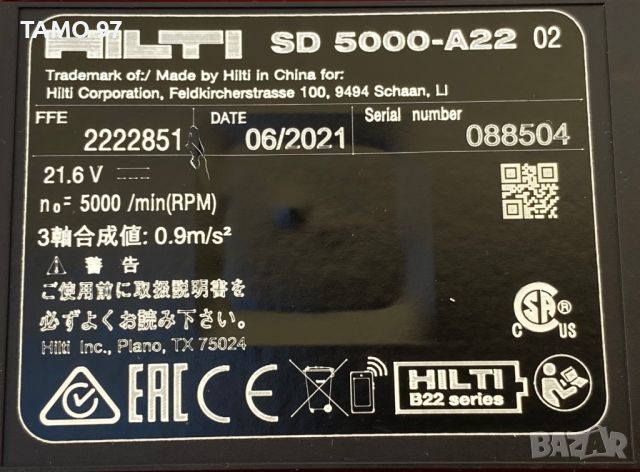 TAMO.97
HILTI SD 5000-A22 02
Trademark of:/ Made by Hilti in China for:
Hilti Corporation, Feldkircherstrasse 100, 9494 Schaan, LI
FFE DATE Serial number
2222851 06/2021 088504
21.6 V
n₀= 5000 /min(RPM)
3軸合成値: 0.9m/s²
警 告
ご使用前に取扱説明書を
必ずよくお読み下さい。
Hilti Inc., Plano, TX 75024
C SA ® US
EAC CE
HILTI
B22 series
BAZAR